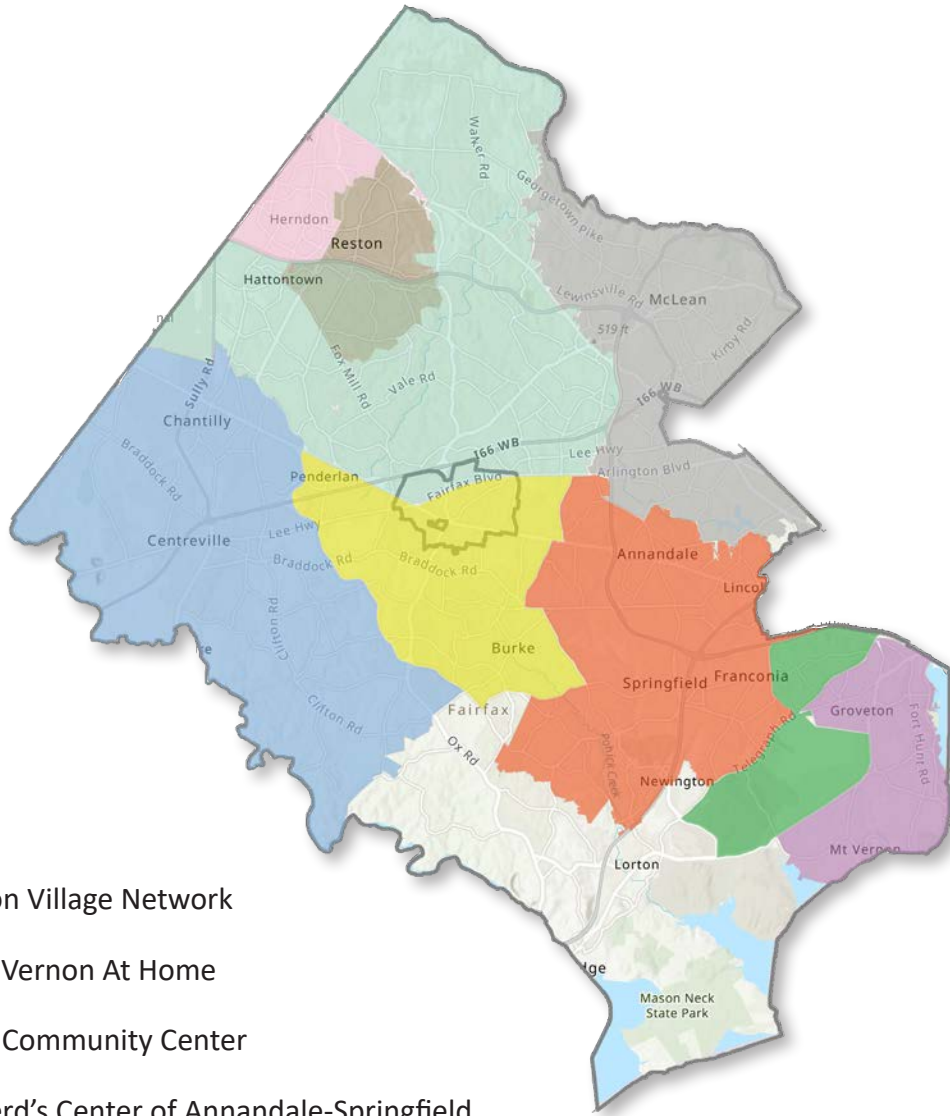 Walker Rd
Georgetown Pike
Herndon
Reston
Hattontown
Lewinsville Rd
McLean
519 ft
Kirby Rd
Fox Mill Rd
Vale Rd
Sully Rd
I66 WB
Chantilly
I66 WB
Lee Hwy
Arlington Blvd
Braddock Rd
Penderlan
Fairfax Blvd
Centreville
Lee Hwy
Braddock Rd
Braddock Rd
Annandale
Lincol
Clifton Rd
Burke
Springfield
Franconia
Clifton Rd
Fairfax
Groveton
Fort Hunt Rd
Telegraph Rd
Ox Rd
Pohick Creek
Newington
Mt Vernon
Lorton
on Village Network
Vernon At Home
dge
Mason Neck
State Park
Community Center
erd’s Center of Annandale-Springfield